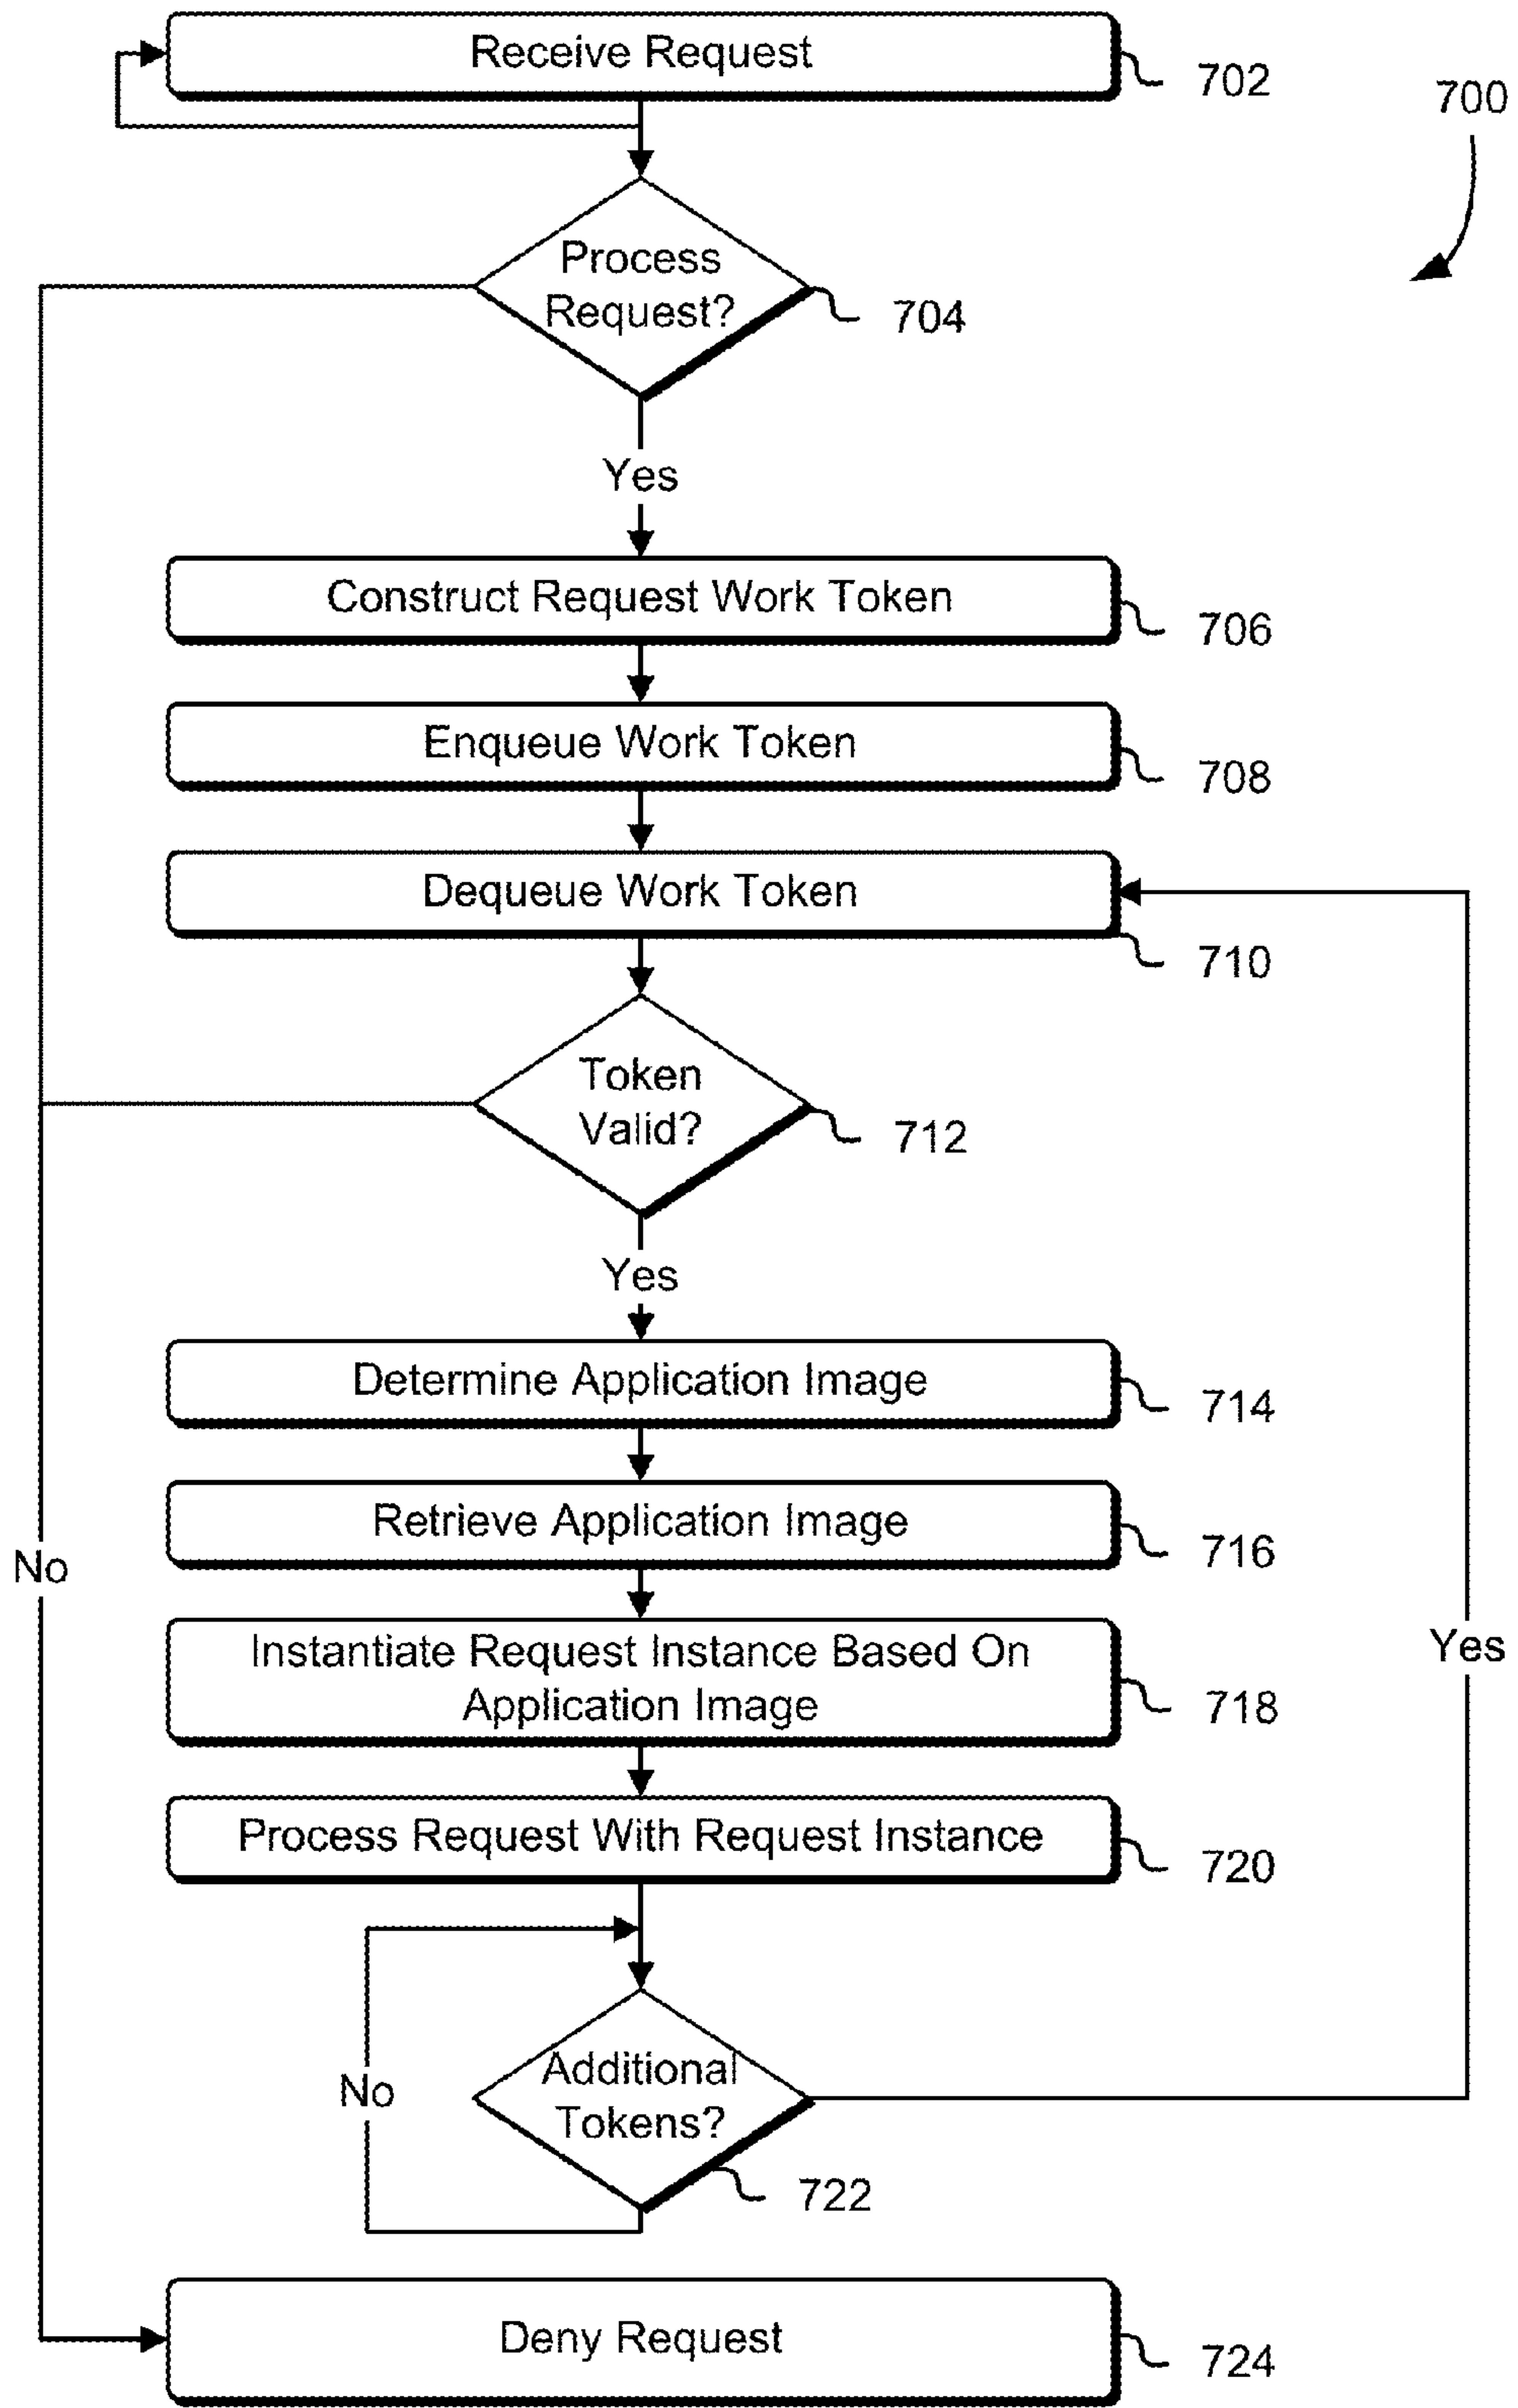 Receive Request
702
700
Process
Request?
704
Yes
Construct Request Work Token
706
Enqueue Work Token
708
Dequeue Work Token
710
Token
Valid?
712
Yes
Determine Application Image
714
Retrieve Application Image
716
No
Instantiate Request Instance Based On
Application Image
718
Yes
Process Request With Request Instance
720
Additional
Tokens?
No
722
Deny Request
724